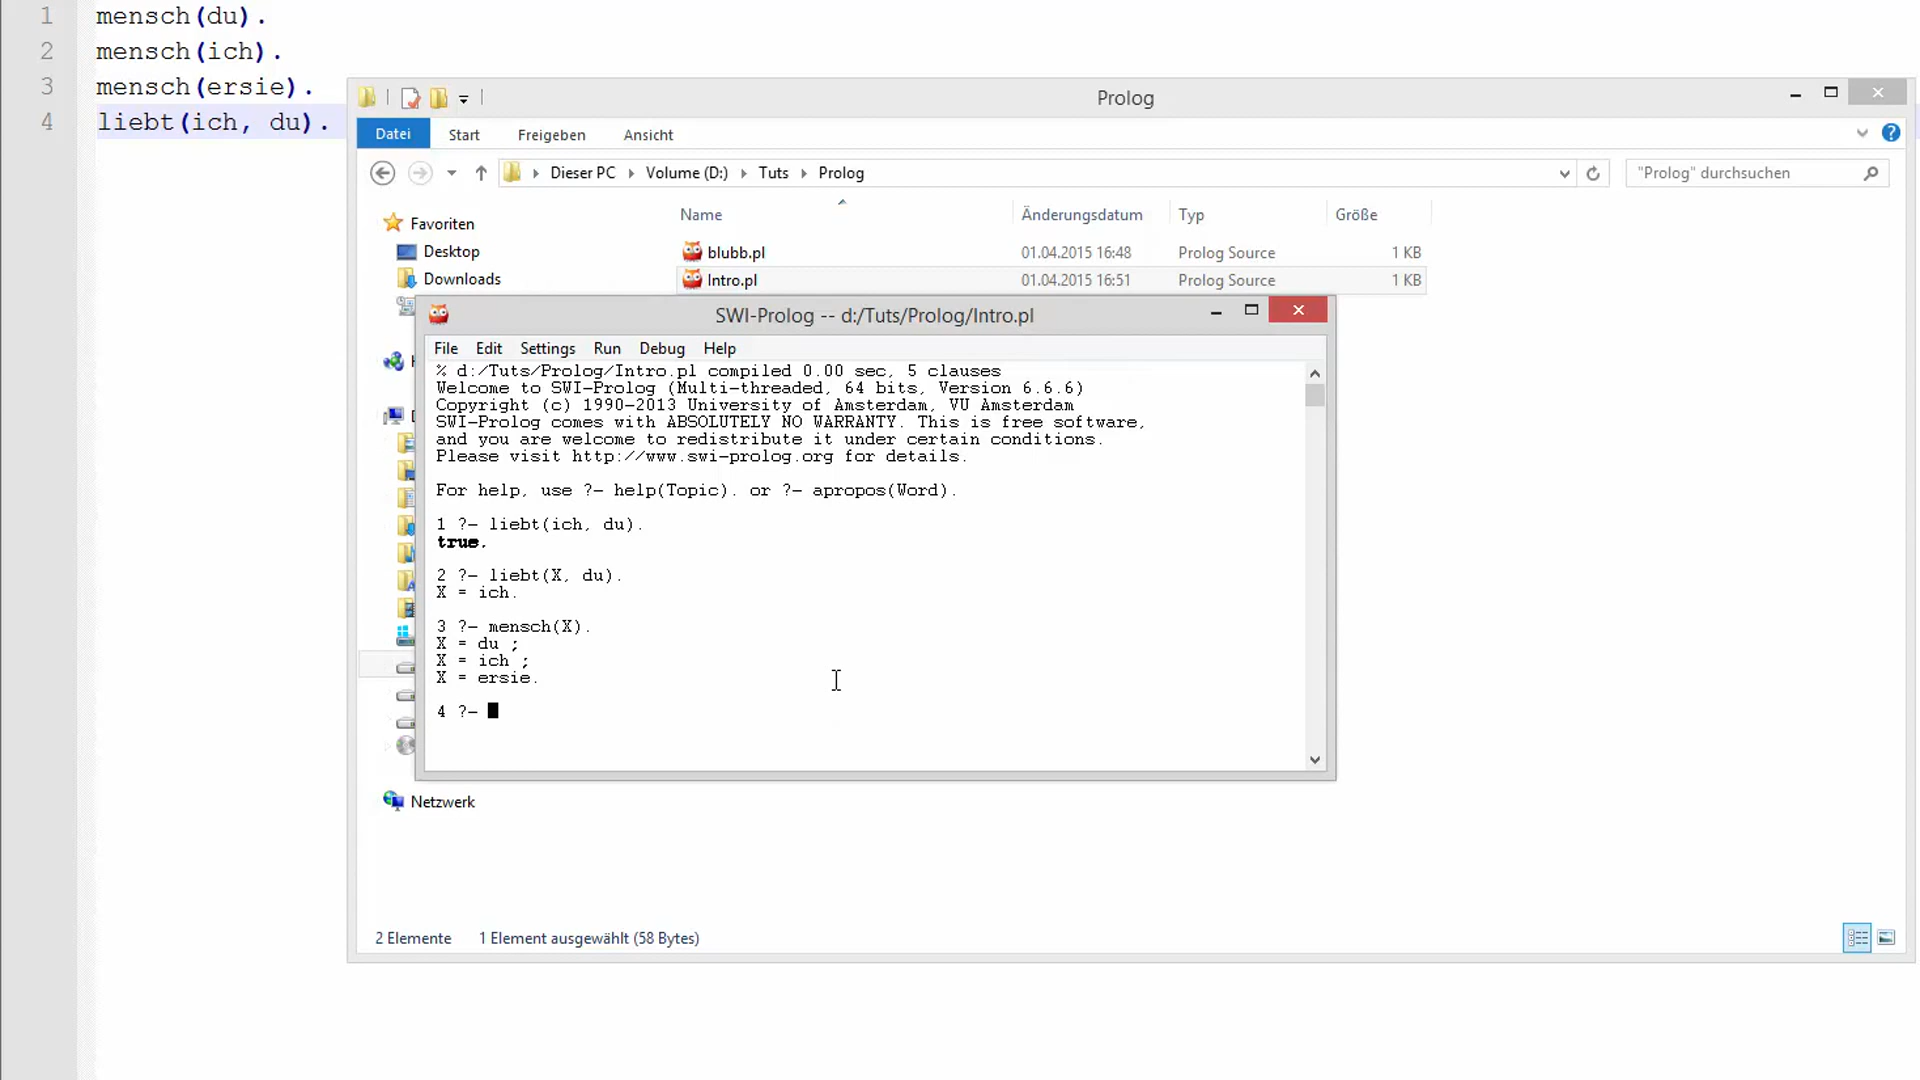 1 mensch(du).
2 mensch(ich).
3 mensch(ersie).
4 liebt(ich, du).
Prolog
Datei Start Freigeben Ansicht
Dieser PC Volume (D:) Tuts Prolog
"Prolog" durchsuchen
Name Änderungsdatum Typ Größe
Favoriten
Desktop
Downloads
blubb.pl 01.04.2015 16:48 Prolog Source 1 KB
Intro.pl 01.04.2015 16:51 Prolog Source 1 KB
SWI-Prolog -- d:/Tuts/Prolog/Intro.pl
File Edit Settings Run Debug Help
% d:/Tuts/Prolog/Intro.pl compiled 0.00 sec, 5 clauses
Welcome to SWI-Prolog (Multi-threaded, 64 bits, Version 6.6.6)
Copyright (c) 1990-2013 University of Amsterdam, VU Amsterdam
SWI-Prolog comes with ABSOLUTELY NO WARRANTY. This is free software,
and you are welcome to redistribute it under certain conditions.
Please visit http://www.swi-prolog.org for details.
For help, use ?- help(Topic). or ?- apropos(Word).
1 ?- liebt(ich, du).
true.
2 ?- liebt(X, du).
X = ich.
3 ?- mensch(X).
X = du ;
X = ich ;
X = ersie.
4 ?-
Netzwerk
2 Elemente 1 Element ausgewählt (58 Bytes)